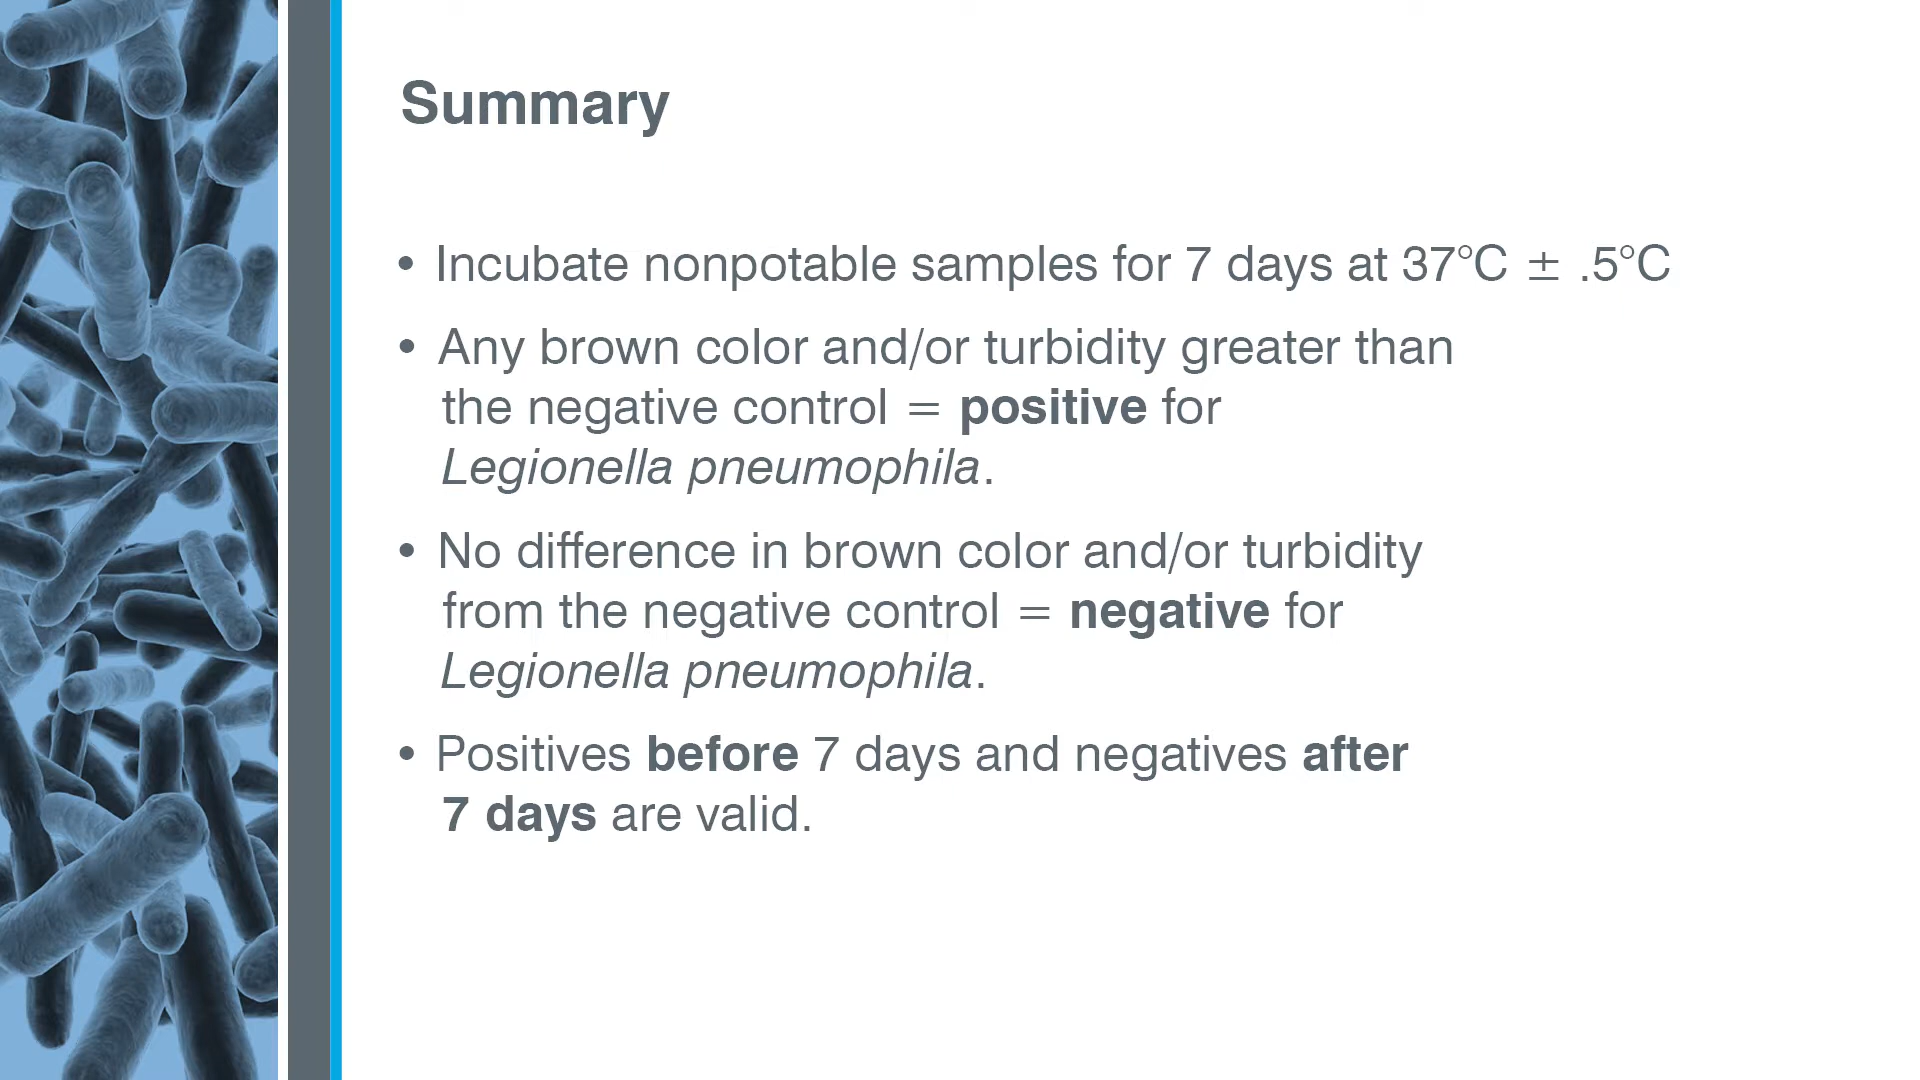 Summary
• Incubate nonpotable samples for 7 days at 37°C ± .5°C
• Any brown color and/or turbidity greater than
the negative control = positive for
Legionella pneumophila.
• No difference in brown color and/or turbidity
from the negative control = negative for
Legionella pneumophila.
• Positives before 7 days and negatives after
7 days are valid.